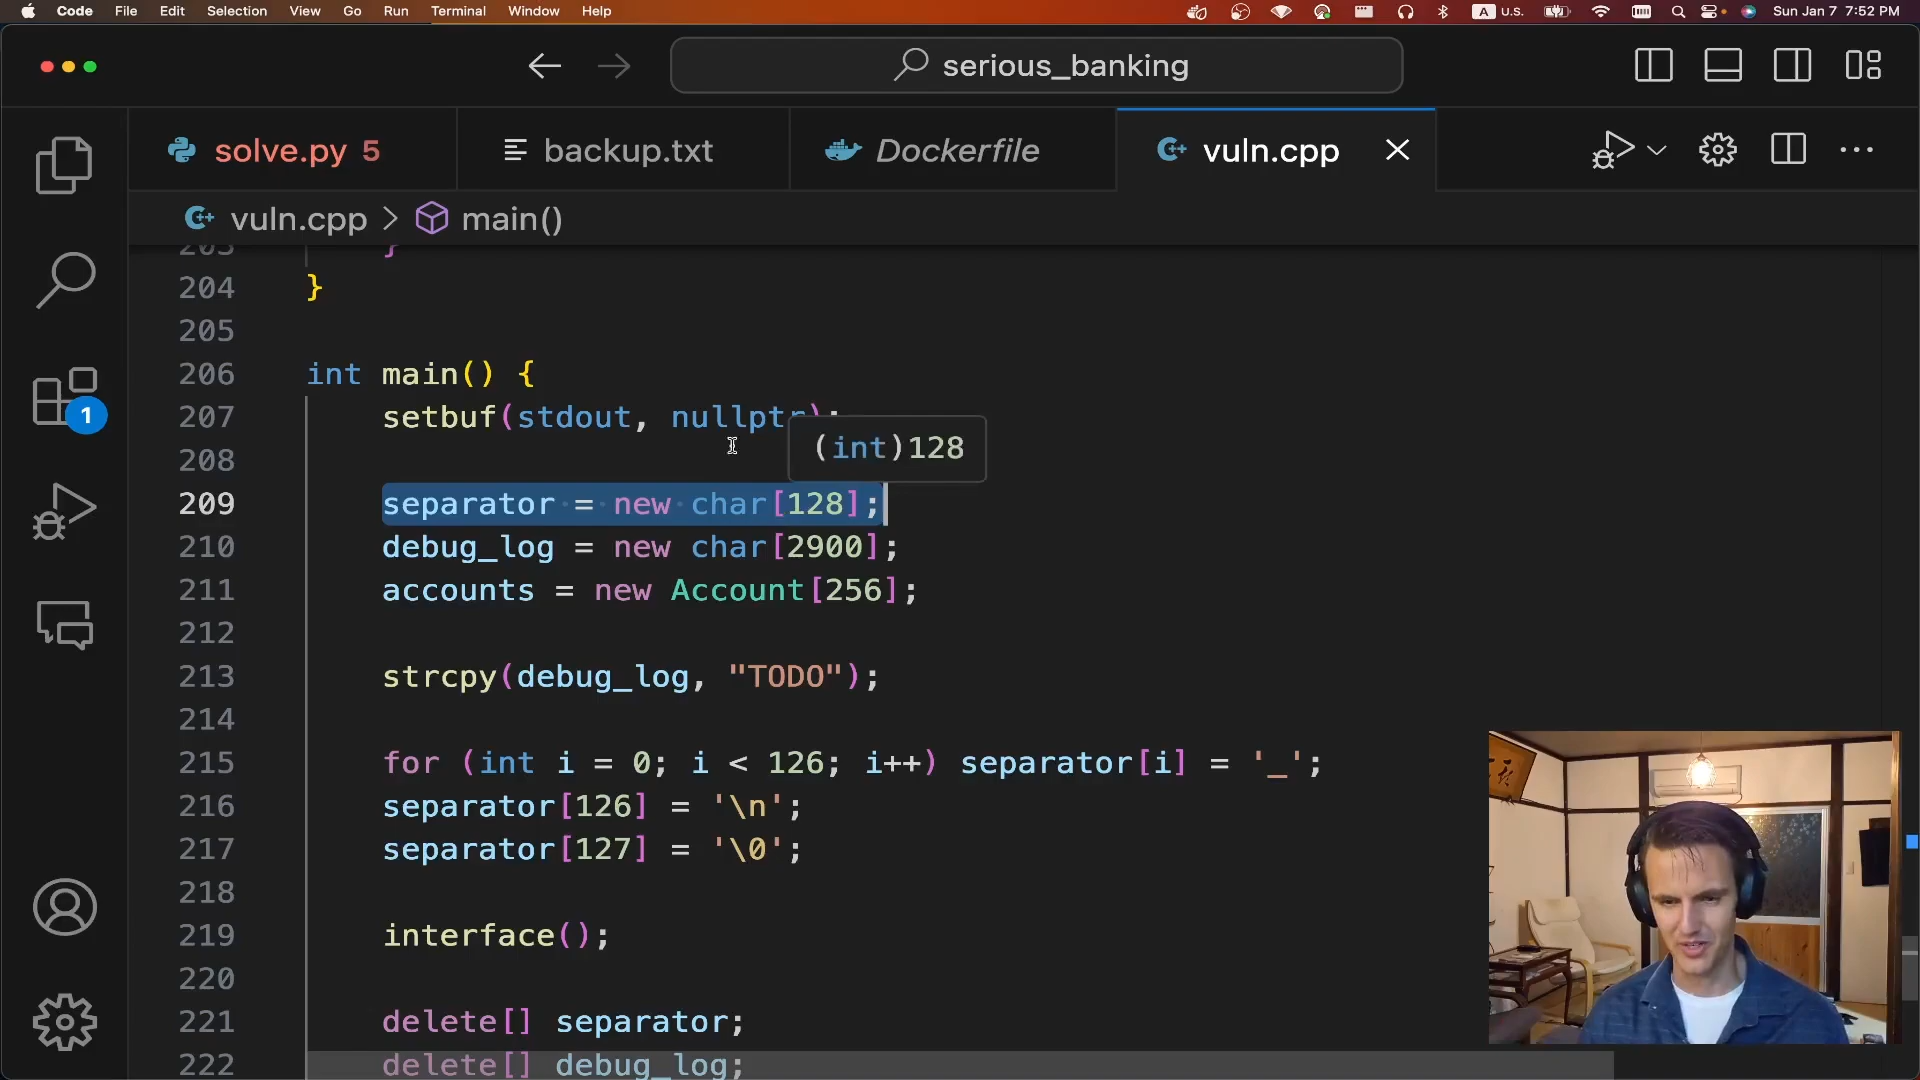 Code File Edit Selection View Go Run Terminal Window Help A U.S. Sun Jan 7 7:52 PM
serious_banking
solve.py 5 backup.txt Dockerfile vuln.cpp
vuln.cpp > main()
203 }
204 }
205
206 int main() {
207 setbuf(stdout, nullptr);
(int)128
208
209 separator = new char[128];
210 debug_log = new char[2900];
211 accounts = new Account[256];
212
213 strcpy(debug_log, "TODO");
214
215 for (int i = 0; i < 126; i++) separator[i] = '_';
216 separator[126] = '\n';
217 separator[127] = '\0';
218
219 interface();
220
221 delete[] separator;
222 delete[] debug_log;
1